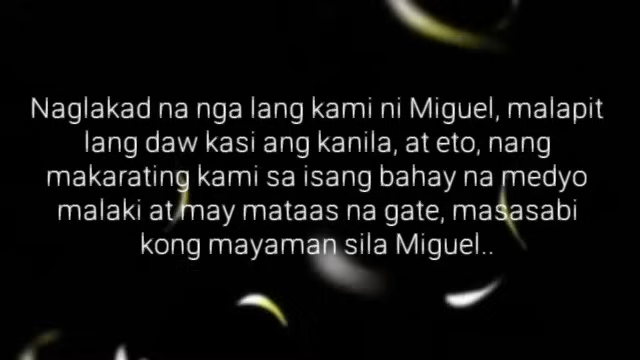 Naglakad na nga lang kami ni Miguel, malapit
lang daw kasi ang kanila, at eto, nang
makarating kami sa isang bahay na medyo
malaki at may mataas na gate, masasabi
kong mayaman sila Miguel..